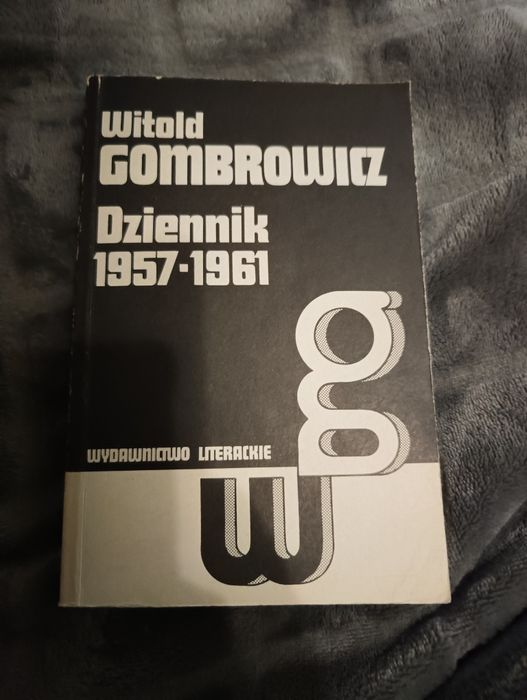 Witold
GOMBROWICZ
Dziennik
1957-1961
WYDAWNICTWO LITERACKIE
g
w